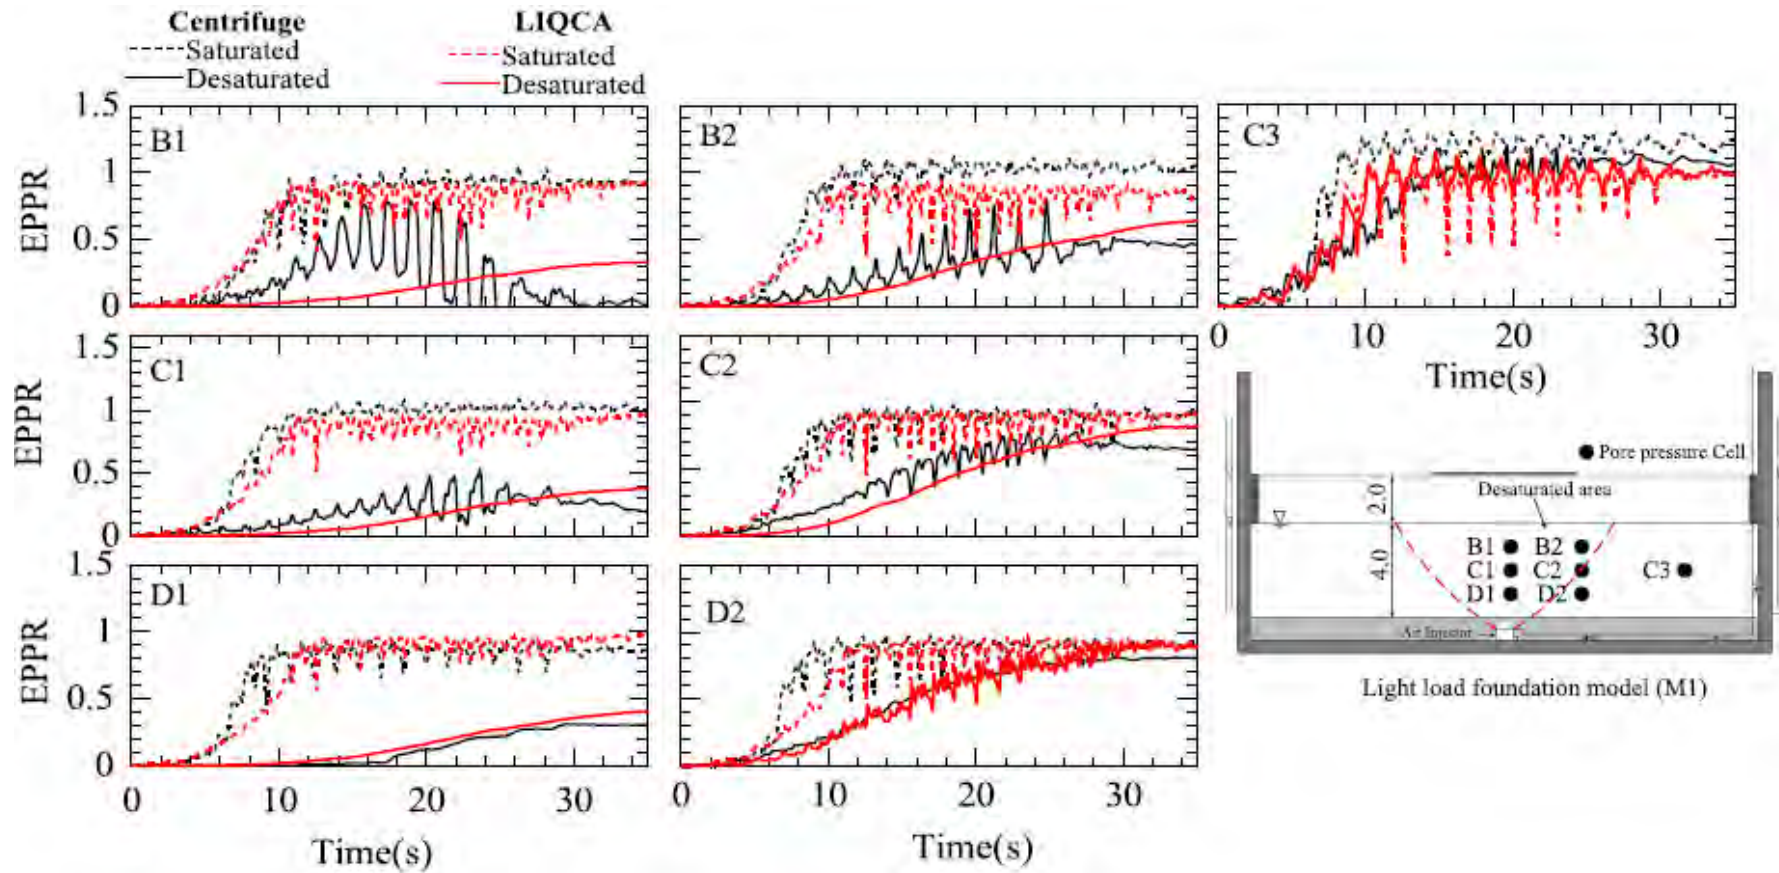 Centrifuge
Saturated
Desaturated
LIQCA
Saturated
Desaturated
EPPR
1.5
1
0.5
0
B1
B2
C3
0 10 20 30
Time(s)
EPPR
1.5
1
0.5
0
C1
C2
EPPR
1.5
1
0.5
0
D1
D2
0 10 20 30
Time(s)
0 10 20 30
Time(s)
Pore pressure Cell
Desaturated area
2.0
4.0
B1 B2
C1 C2 C3
D1 D2
Air Injector
Light load foundation model (M1)